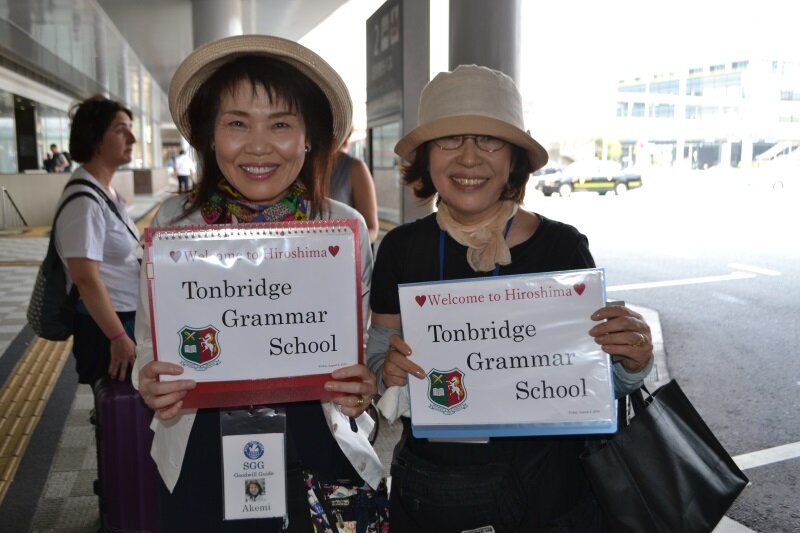 ♥Welcome to Hiroshima♥
Tonbridge
Grammar
School
SGG
Goodwill Guide
Akemi
♥Welcome to Hiroshima♥
Tonbridge
Grammar
School